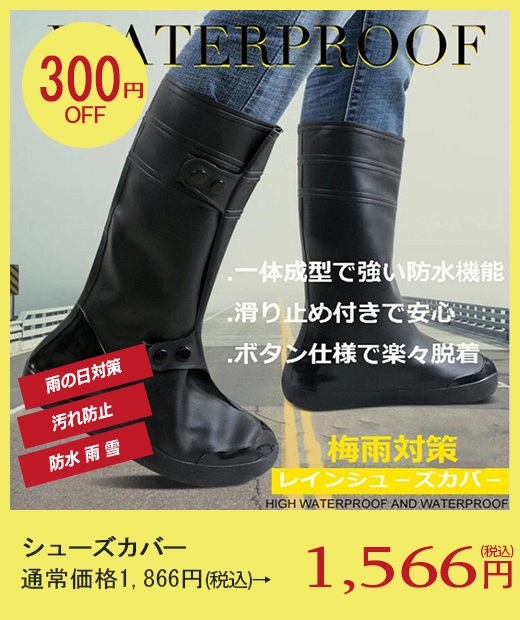 WATERPROOF
300円
OFF
.一体成型で強い防水機能
.滑り止め付きで安心
.ボタン仕様で楽々脱着
雨の日対策
汚れ防止
防水 雨 雪
梅雨対策
レインシューズカバー
HIGH WATERPROOF AND WATERPROOF
シューズカバー
通常価格1,866円(税込)→ 1,566円(税込)